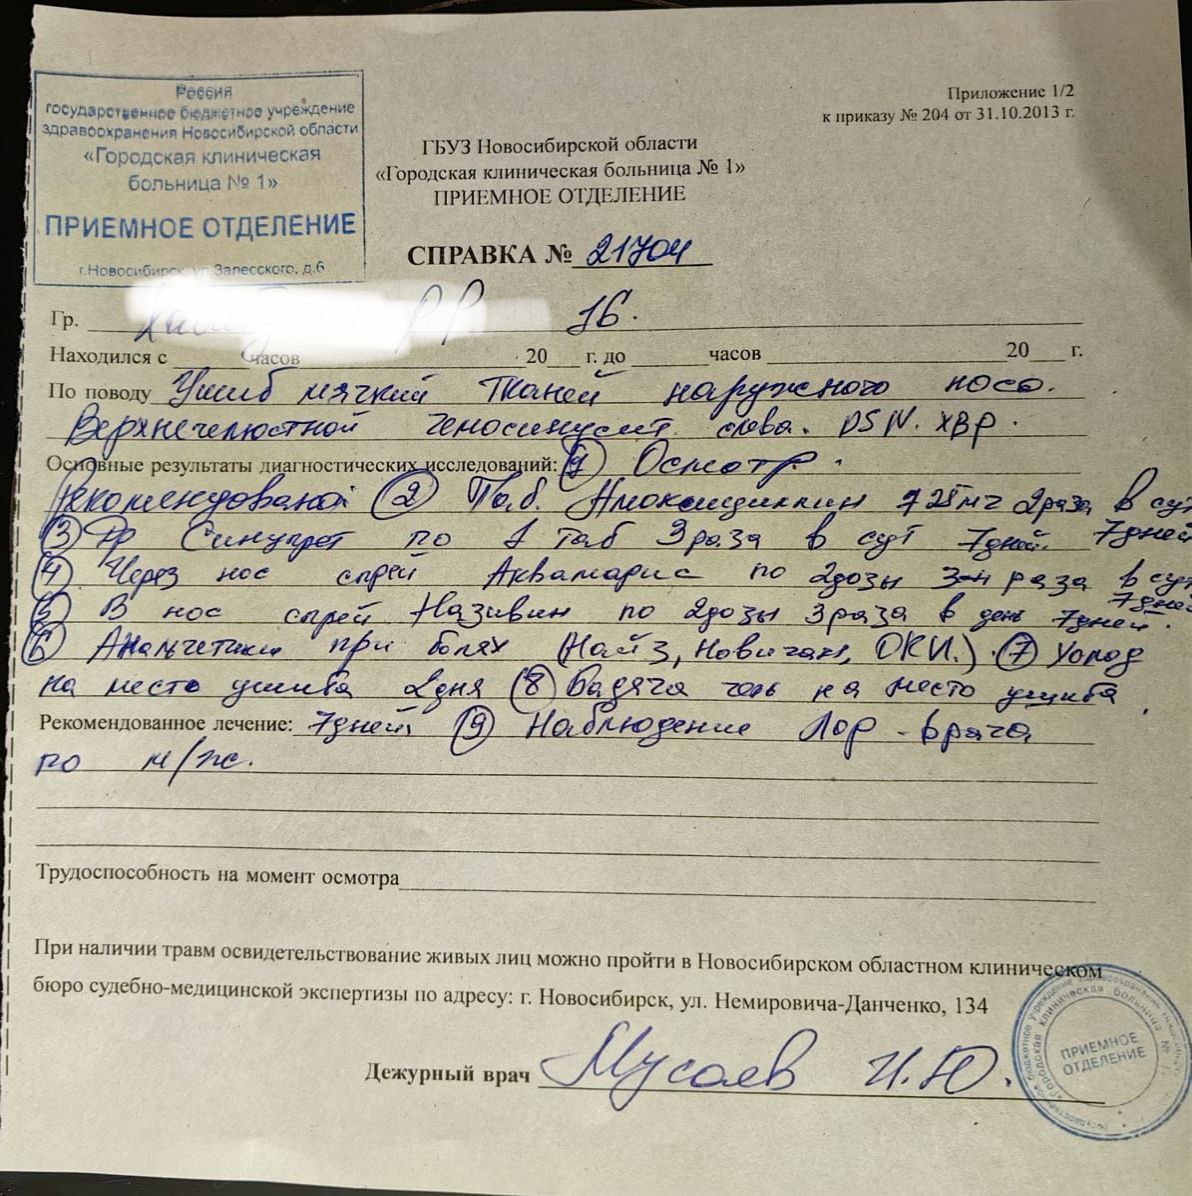 Россия
государственное бюджетное учреждение
здравоохранения Новосибирской области
«Городская клиническая
больница № 1»
ПРИЕМНОЕ ОТДЕЛЕНИЕ
г.Новосибирск, ул.Залесского, д.6
Приложение 1/2
к приказу № 204 от 31.10.2013 г.
ГБУЗ Новосибирской области
«Городская клиническая больница № 1»
ПРИЕМНОЕ ОТДЕЛЕНИЕ
СПРАВКА № 21704
Гр. Р.Р 16.
Находился с часов 20 г. до часов 20 г.
По поводу Ушиб мягкий тканей наружного носа.
Верхнечелюстной гемосинусит слева. DSN. ХВР.
Основные результаты диагностических исследований: 1) Осмотр.
Рекомендовано: 2 Таб. Амоксициллин 725мг 2раза в сут
7дней
3 Др Синупрет по 1 таб 3раза в сут 7дней.
4 Через нос спрей Аквамарис по 2дозы 3-4 раза в сут
7дней
5 В нос спрей Називин по 2дозы 3раза в день 7дней.
6 Анальгетики при болях (Найз, Новиган, ОКИ.) 7 Холод
на место ушиба 2дня 8 Бадяга гель на место ушиба
Рекомендованное лечение: 7дней 9 Наблюдение Лор-врача
по м/ж.
Трудоспособность на момент осмотра
При наличии травм освидетельствование живых лиц можно пройти в Новосибирском областном клиническом
бюро судебно-медицинской экспертизы по адресу: г. Новосибирск, ул. Немировича-Данченко, 134
Дежурный врач Мусаев И.Ю.
ПРИЕМНОЕ
ОТДЕЛЕНИЕ